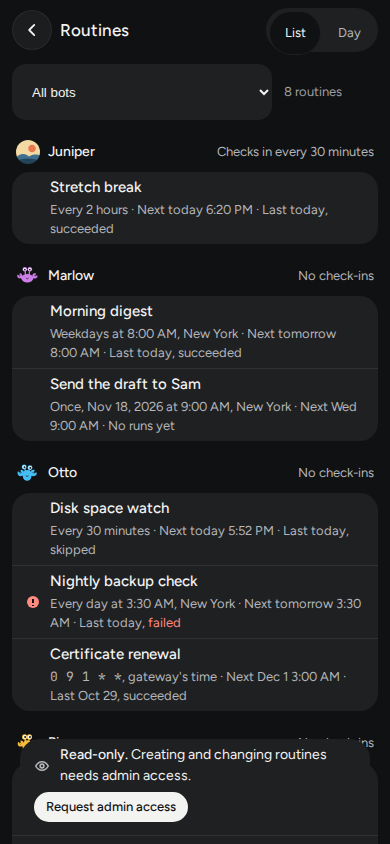 Routines
List
Day
All bots
8 routines
Juniper
Checks in every 30 minutes
Stretch break
Every 2 hours · Next today 6:20 PM · Last today,
succeeded
Marlow
No check-ins
Morning digest
Weekdays at 8:00 AM, New York · Next tomorrow
8:00 AM · Last today, succeeded
Send the draft to Sam
Once, Nov 18, 2026 at 9:00 AM, New York · Next Wed
9:00 AM · No runs yet
Otto
No check-ins
Disk space watch
Every 30 minutes · Next today 5:52 PM · Last today,
skipped
Nightly backup check
Every day at 3:30 AM, New York · Next tomorrow 3:30
AM · Last today, failed
Certificate renewal
0 9 1 * *, gateway's time · Next Dec 1 3:00 AM ·
Last Oct 29, succeeded
Read-only. Creating and changing routines
needs admin access.
Request admin access